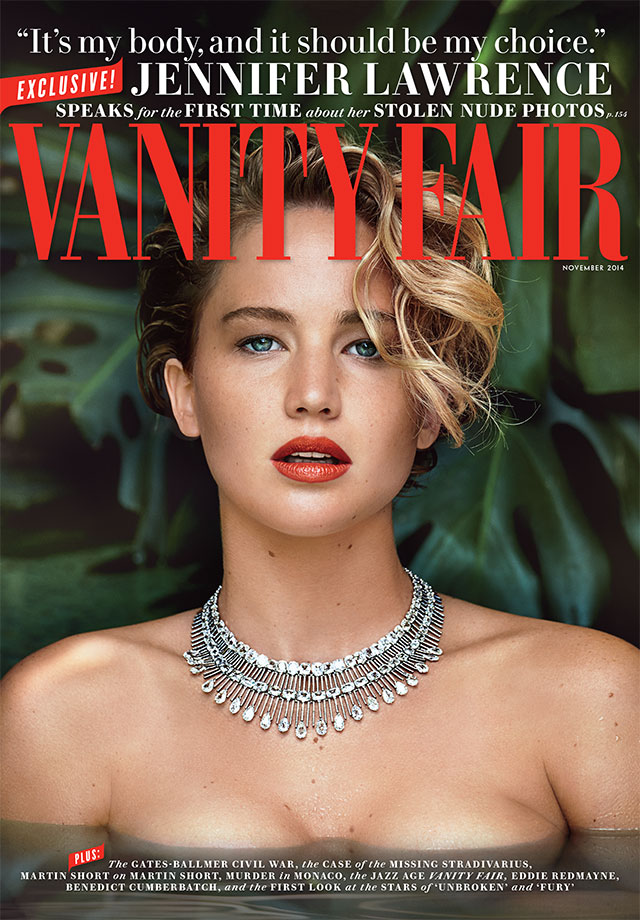 “It’s my body, and it should be my choice.”
EXCLUSIVE! JENNIFER LAWRENCE
SPEAKS for the FIRST TIME about her STOLEN NUDE PHOTOS p.154
VANITY FAIR
NOVEMBER 2014
PLUS:
The GATES-BALLMER CIVIL WAR, the CASE of the MISSING STRADIVARIUS,
MARTIN SHORT on MARTIN SHORT, MURDER in MONACO, the JAZZ AGE VANITY FAIR, EDDIE REDMAYNE,
BENEDICT CUMBERBATCH, and the FIRST LOOK at the STARS of ‘UNBROKEN’ and ‘FURY’